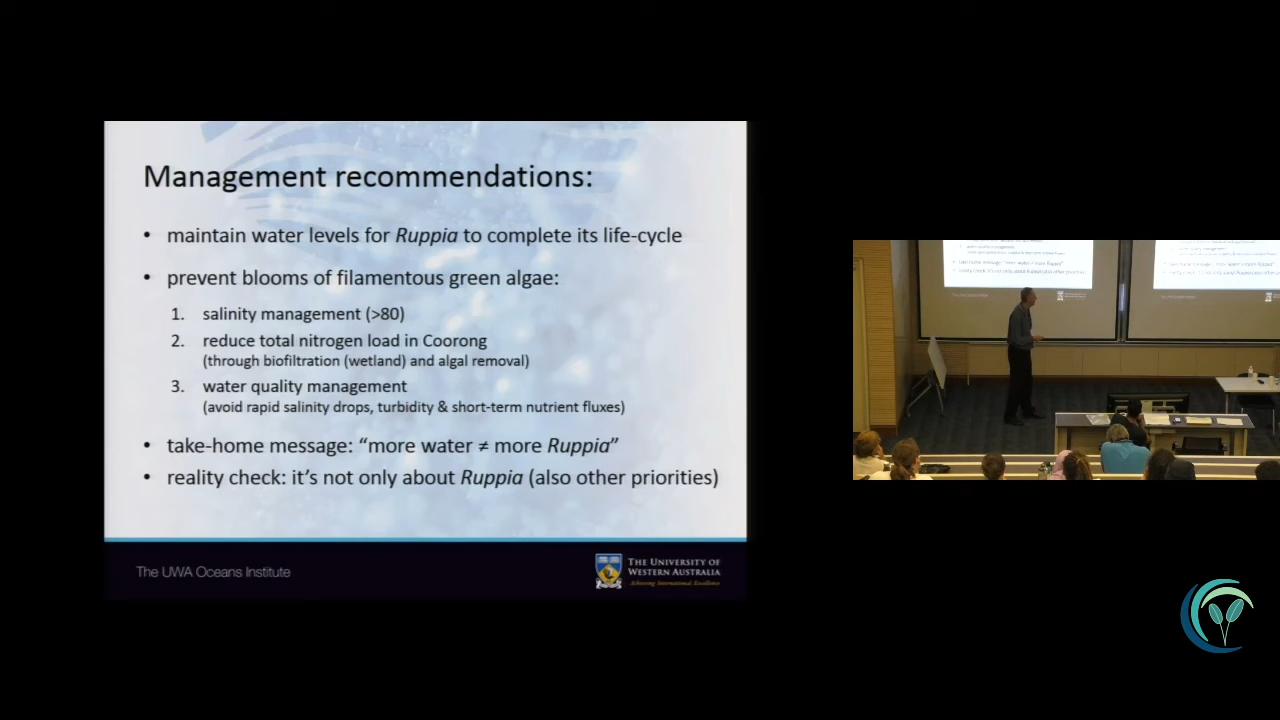 Management recommendations:
• maintain water levels for Ruppia to complete its life-cycle
• prevent blooms of filamentous green algae:
1. salinity management (>80)
2. reduce total nitrogen load in Coorong
(through biofiltration (wetland) and algal removal)
3. water quality management
(avoid rapid salinity drops, turbidity & short-term nutrient fluxes)
• take-home message: “more water ≠ more Ruppia”
• reality check: it’s not only about Ruppia (also other priorities)
The UWA Oceans Institute
THE UNIVERSITY OF
WESTERN AUSTRALIA
Achieving International Excellence